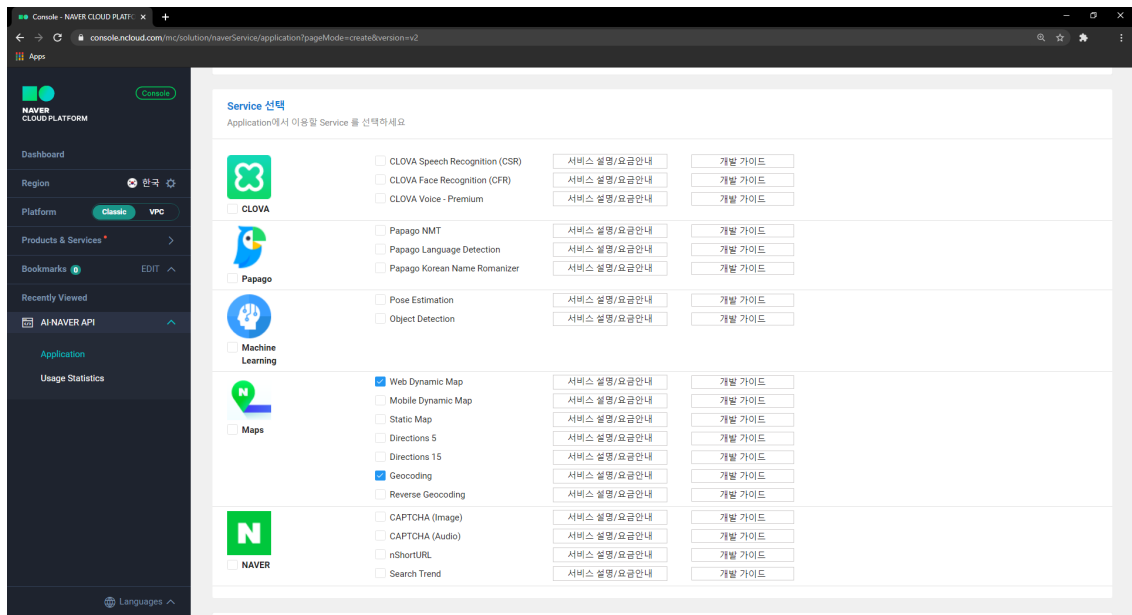 Console - NAVER CLOUD PLATFO
console.ncloud.com/mc/solution/naverService/application?pageMode=create&version=v2
Apps
NAVER
CLOUD PLATFORM
Console
Dashboard
Region 한국
Platform Classic VPC
Products & Services
Bookmarks 0 EDIT
Recently Viewed
AI·NAVER API
Application
Usage Statistics
Languages
Service 선택
Application에서 이용할 Service 를 선택하세요
CLOVA
CLOVA Speech Recognition (CSR) 서비스 설명/요금안내 개발 가이드
CLOVA Face Recognition (CFR) 서비스 설명/요금안내 개발 가이드
CLOVA Voice - Premium 서비스 설명/요금안내 개발 가이드
Papago
Papago NMT 서비스 설명/요금안내 개발 가이드
Papago Language Detection 서비스 설명/요금안내 개발 가이드
Papago Korean Name Romanizer 서비스 설명/요금안내 개발 가이드
Machine
Learning
Pose Estimation 서비스 설명/요금안내 개발 가이드
Object Detection 서비스 설명/요금안내 개발 가이드
Maps
Web Dynamic Map 서비스 설명/요금안내 개발 가이드
Mobile Dynamic Map 서비스 설명/요금안내 개발 가이드
Static Map 서비스 설명/요금안내 개발 가이드
Directions 5 서비스 설명/요금안내 개발 가이드
Directions 15 서비스 설명/요금안내 개발 가이드
Geocoding 서비스 설명/요금안내 개발 가이드
Reverse Geocoding 서비스 설명/요금안내 개발 가이드
NAVER
CAPTCHA (Image) 서비스 설명/요금안내 개발 가이드
CAPTCHA (Audio) 서비스 설명/요금안내 개발 가이드
nShortURL 서비스 설명/요금안내 개발 가이드
Search Trend 서비스 설명/요금안내 개발 가이드